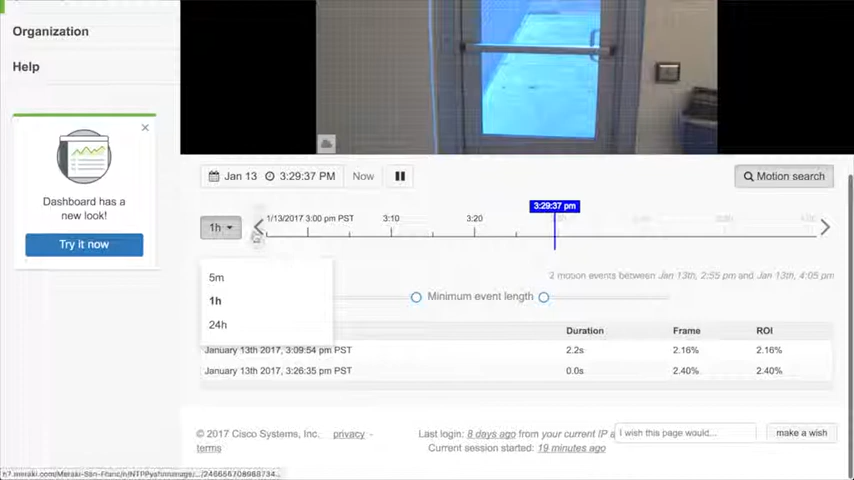 Organization
Help
Dashboard has a
new look!
Try it now
Jan 13 3:29:37 PM Now
Motion search
3:29:37 pm
1h
1/13/2017 3:00 pm PST 3:10 3:20
5m
1h
24h
2 motion events between Jan 13th, 2:55 pm and Jan 13th, 4:05 pm
Minimum event length
Duration Frame ROI
January 13th 2017, 3:09:54 pm PST 2.2s 2.16% 2.16%
January 13th 2017, 3:26:35 pm PST 0.0s 2.40% 2.40%
© 2017 Cisco Systems, Inc. privacy -
terms
Last login: 8 days ago from your current IP a
Current session started: 19 minutes ago
I wish this page would...
make a wish